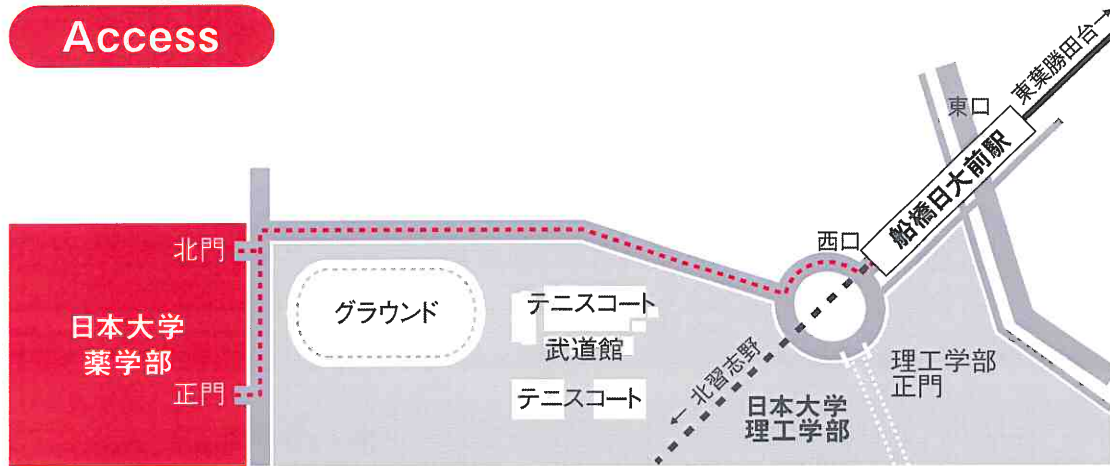 Access
東葉勝田台→
東口
船橋日大前駅
西口
北門
グラウンド
テニスコート
武道館
日本大学
薬学部
正門
テニスコート
←北習志野
理工学部
正門
日本大学
理工学部